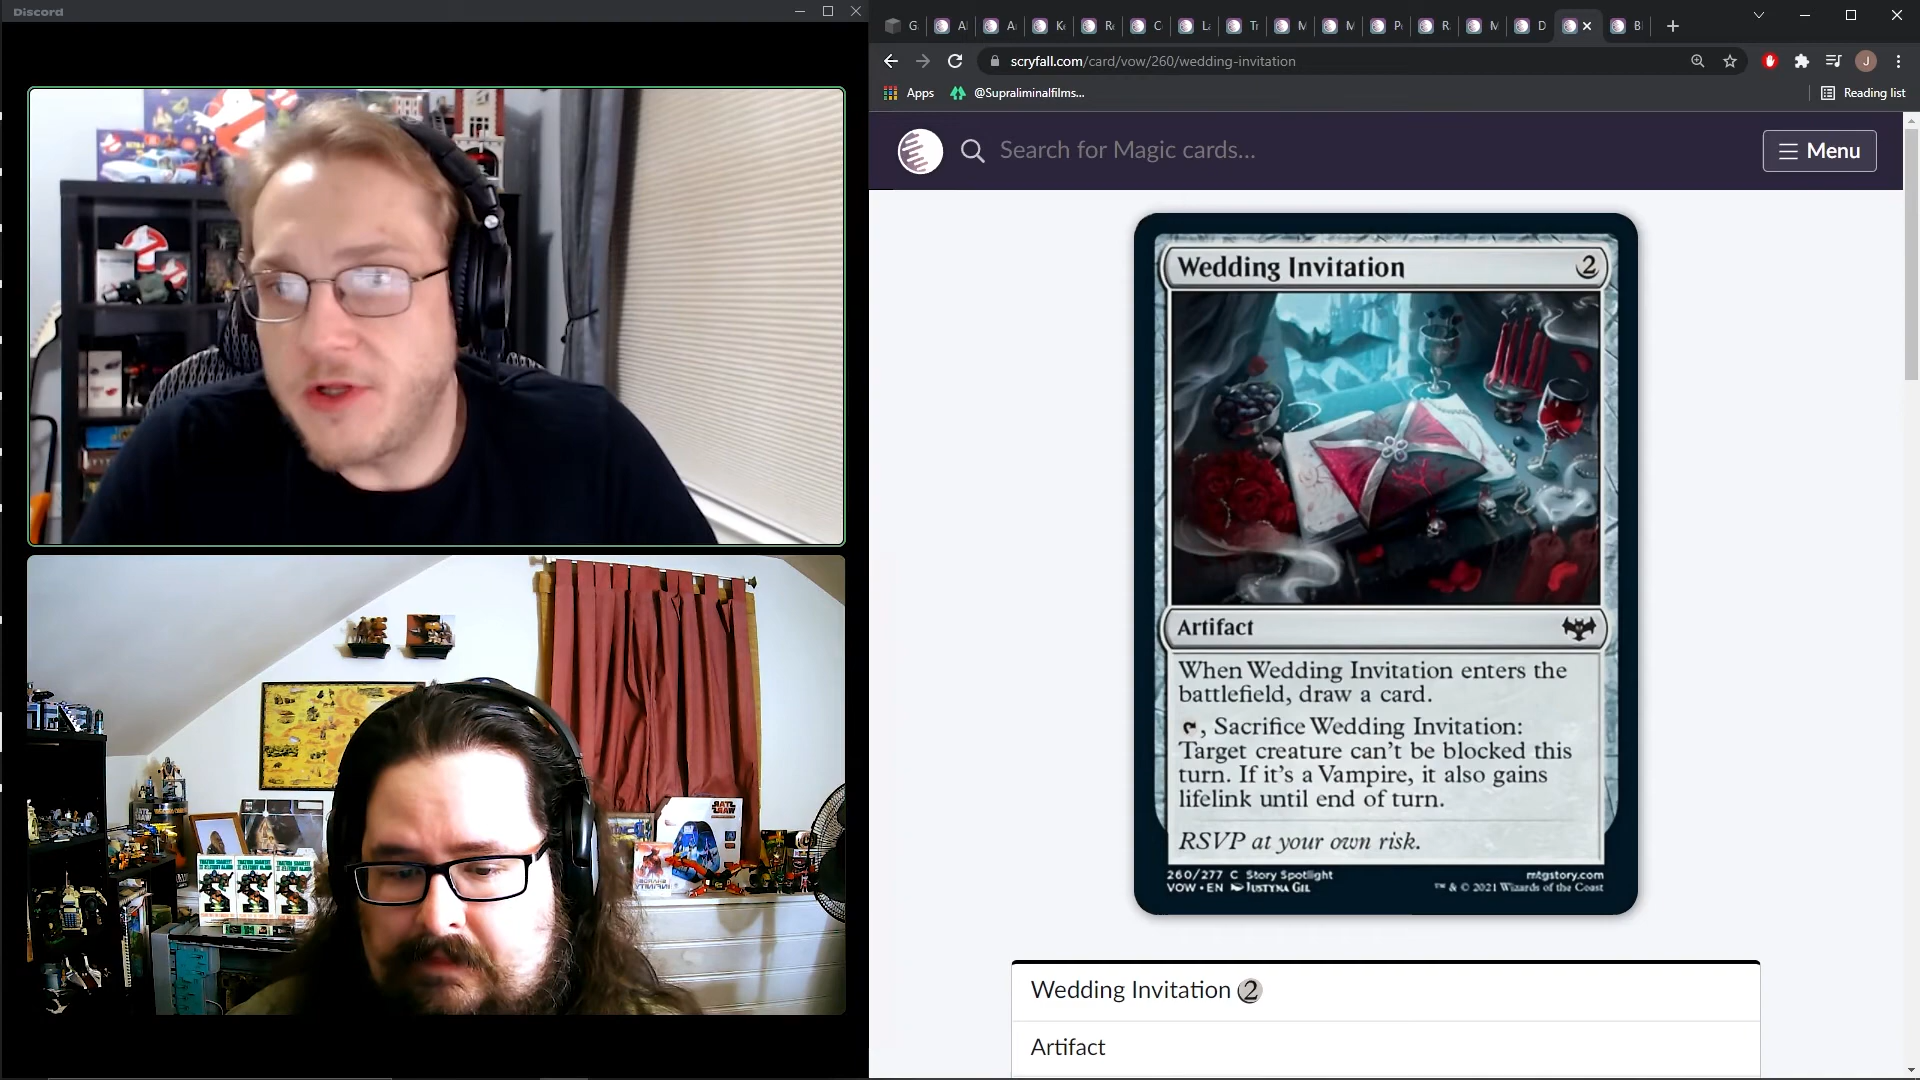 Discord
scryfall.com/card/vow/260/wedding-invitation
Apps
@Supraliminalfilms...
Reading list
Search for Magic cards...
Menu
Wedding Invitation 2
Artifact
When Wedding Invitation enters the
battlefield, draw a card.
, Sacrifice Wedding Invitation:
Target creature can't be blocked this
turn. If it's a Vampire, it also gains
lifelink until end of turn.
RSVP at your own risk.
260/277 C Story Spotlight
VOW • EN Justyna Gil
mtgstory.com
™ & © 2021 Wizards of the Coast
Wedding Invitation 2
Artifact